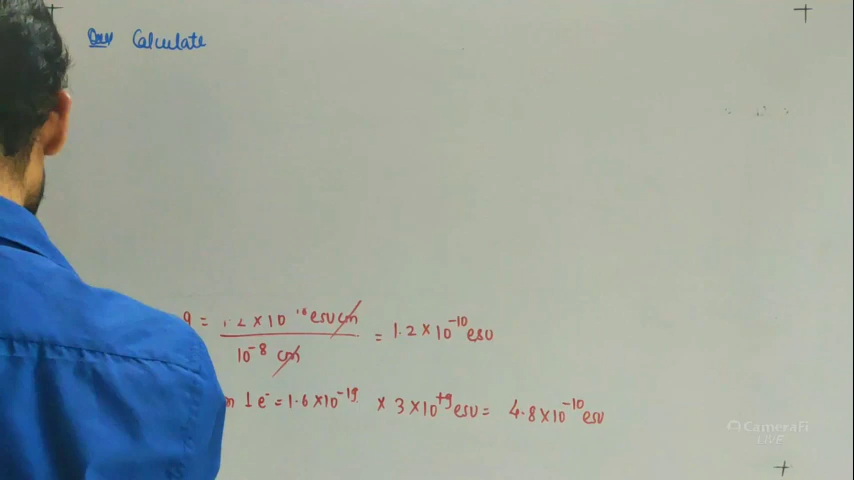 Que Calculate
q = 1.2 × 10⁻¹⁸ esu cm
= 1.2 × 10⁻¹⁰ esu
10⁻⁸ cm
1 e⁻ = 1.6 × 10⁻¹⁹ × 3 × 10⁺⁹ esu = 4.8 × 10⁻¹⁰ esu
CameraFi
LIVE